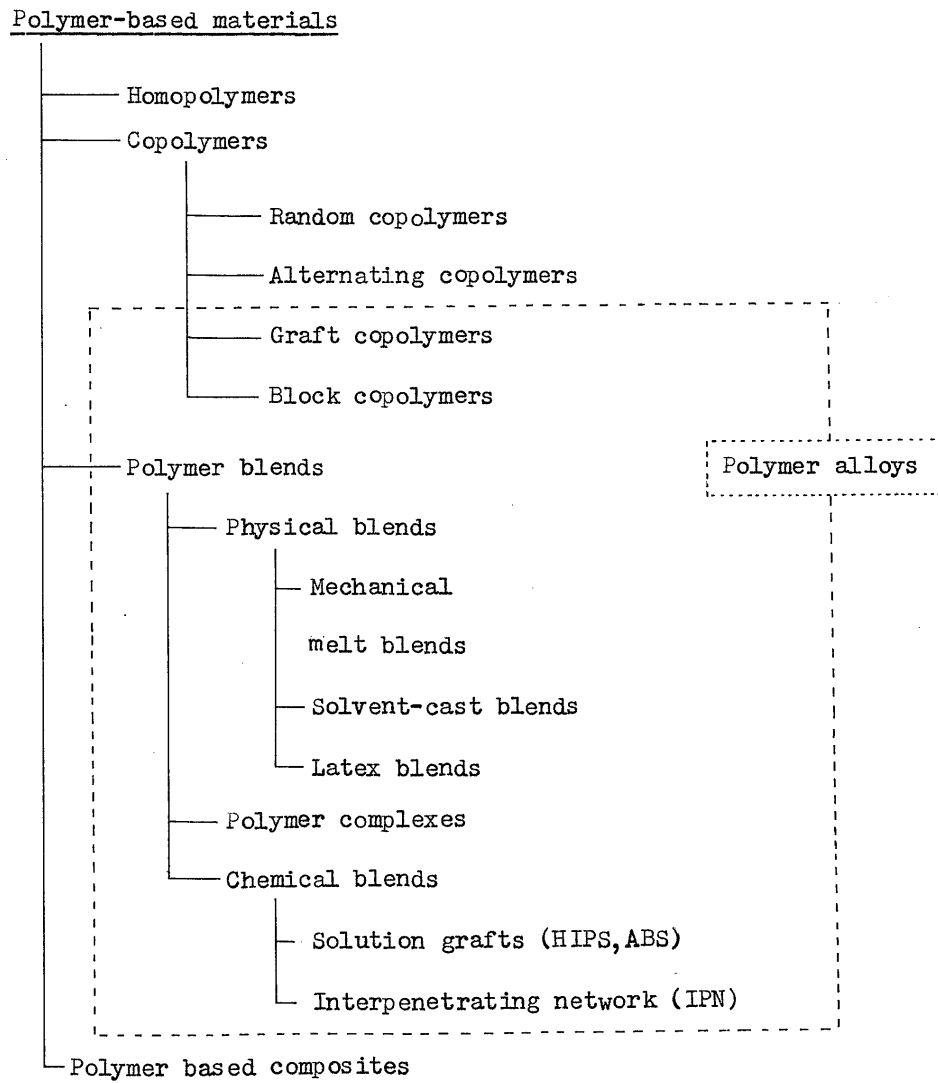 Polymer-based materials
Homopolymers
Copolymers
Random copolymers
Alternating copolymers
Graft copolymers
Block copolymers
Polymer blends
Polymer alloys
Physical blends
Mechanical
melt blends
Solvent-cast blends
Latex blends
Polymer complexes
Chemical blends
Solution grafts (HIPS,ABS)
Interpenetrating network (IPN)
Polymer based composites